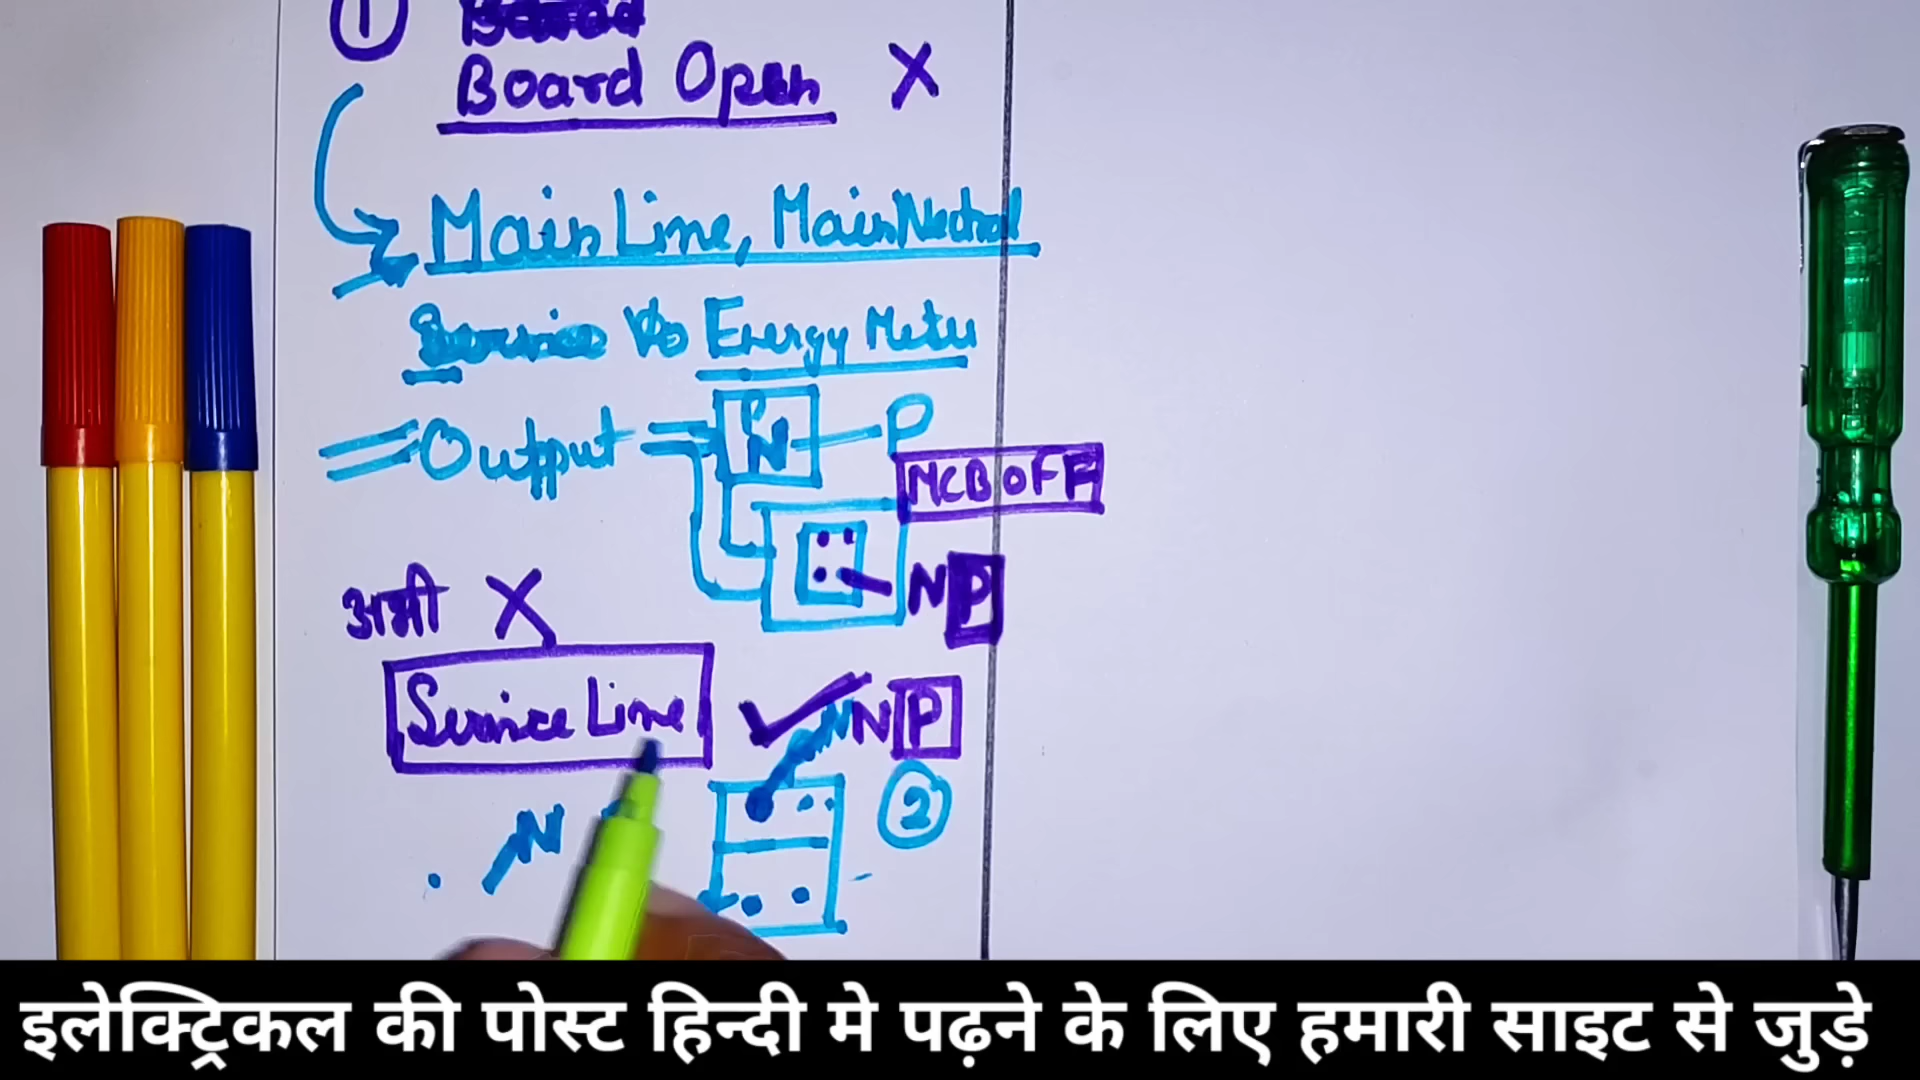 ①
Board Open X
Main Line, Main Neutral
Service से Energy Meter
Output P N P
MCB OFF
N P
अभी X
Service Line ✓ N N P
N 2
इलेक्ट्रिकल की पोस्ट हिन्दी मे पढ़ने के लिए हमारी साइट से जुड़े